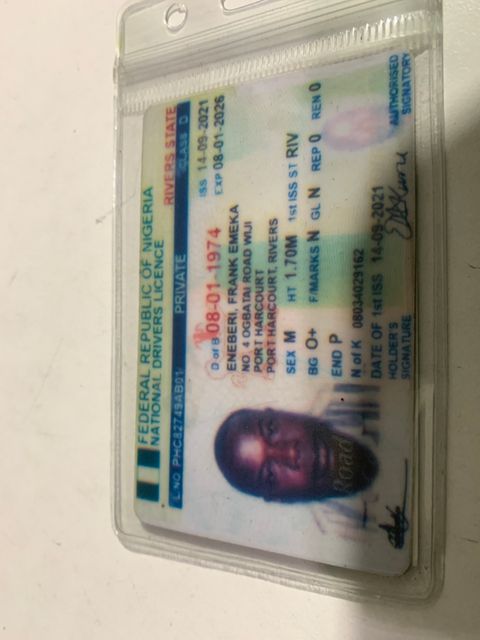 FEDERAL REPUBLIC OF NIGERIA
NATIONAL DRIVERS LICENCE
RIVERS STATE
L.NO PHC82749AB01 PRIVATE CLASS D
ISS 14-09-2021
D of B 08-01-1974 EXP 08-01-2026
ENEBERI, FRANK EMEKA
NO 4 OGBATAI ROAD WIJI
PORT HARCOURT
PORT HARCOURT, RIVERS
SEX M HT 1.70M 1st ISS ST RIV
BG O+ F/MARKS N GL N REP 0 REN 0
END P
N of K 08034029162
DATE OF 1st ISS 14-09-2021
HOLDER'S SIGNATURE
AUTHORISED SIGNATORY
Road